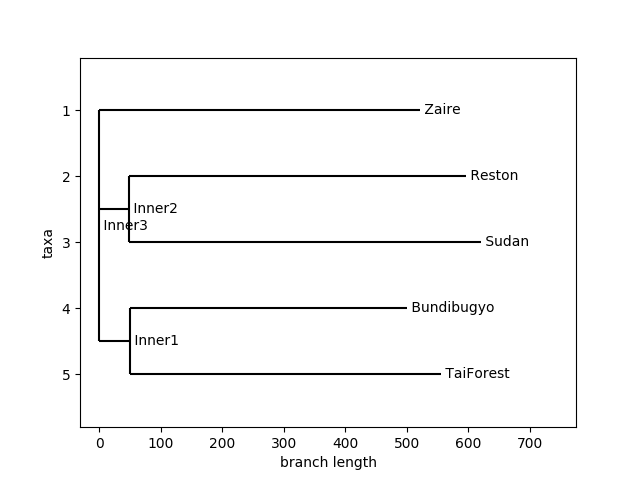 1
Zaire
2
Reston
Inner2
Inner3
3
Sudan
taxa
4
Bundibugyo
Inner1
5
TaiForest
0 100 200 300 400 500 600 700
branch length